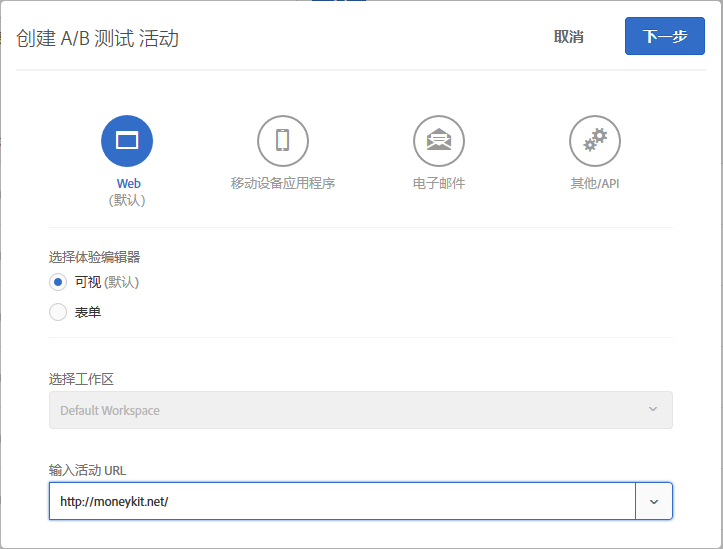 创建 A/B 测试 活动
取消
下一步
Web
(默认)
移动设备应用程序
电子邮件
其他/API
选择体验编辑器
可视 (默认)
表单
选择工作区
Default Workspace
输入活动 URL
http://moneykit.net/